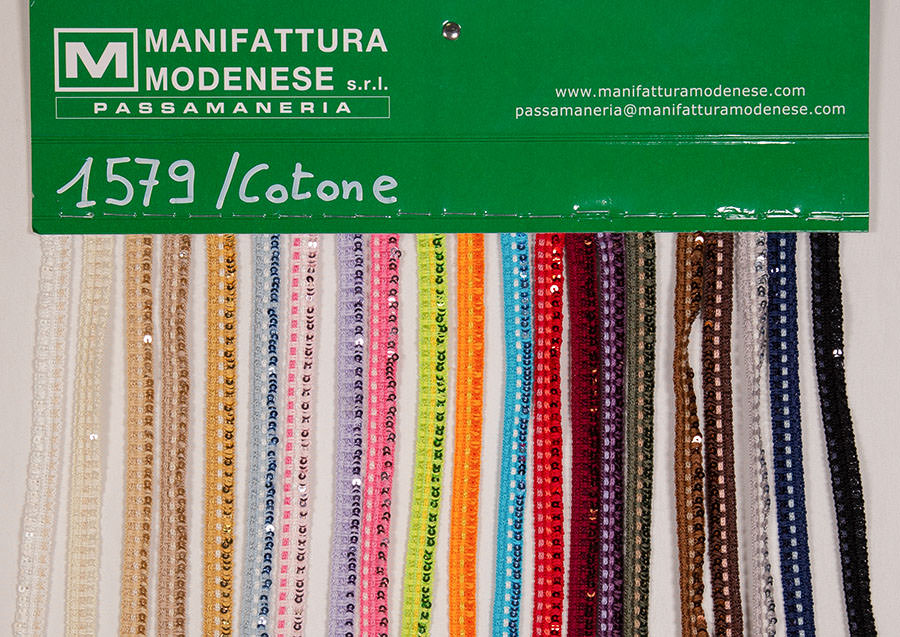 M
MANIFATTURA
MODENESE s.r.l.
PASSAMANERIA
www.manifatturamodenese.com
passamaneria@manifatturamodenese.com
1579 /Cotone